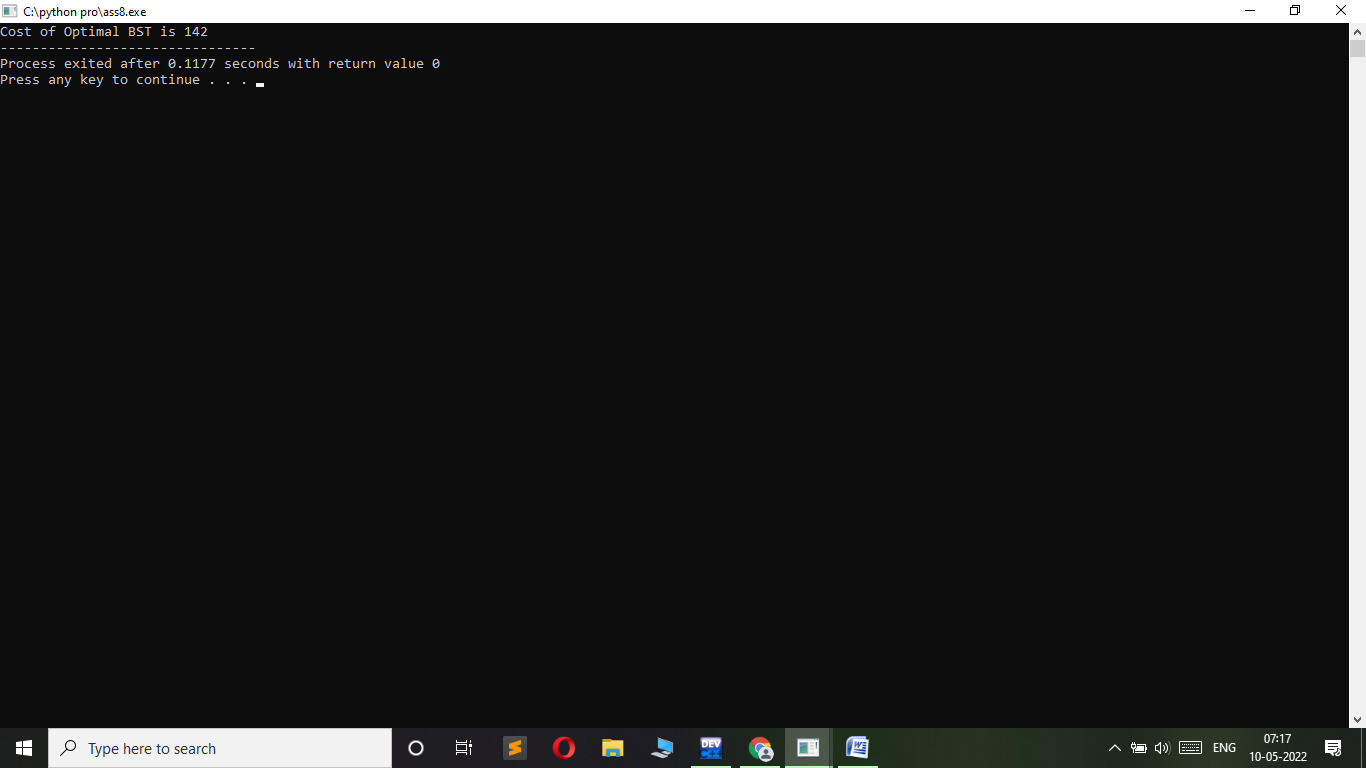 C:\python pro\ass8.exe
Cost of Optimal BST is 142
--------------------------------
Process exited after 0.1177 seconds with return value 0
Press any key to continue . . .
Type here to search
DEV
C++
W
ENG
07:17
10-05-2022